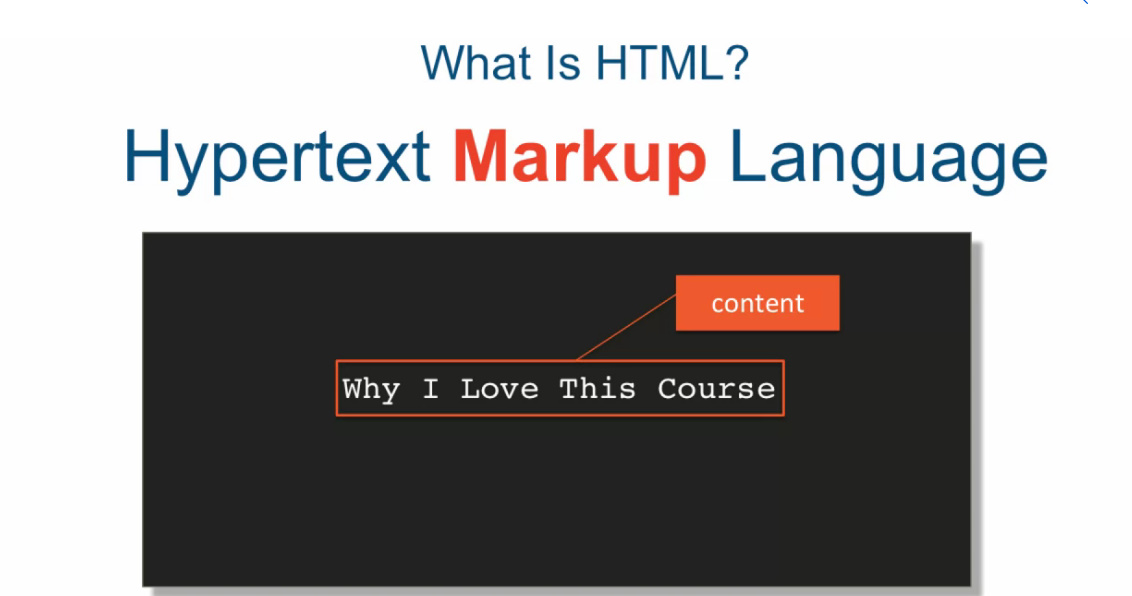 What Is HTML?
Hypertext Markup Language
content
Why I Love This Course